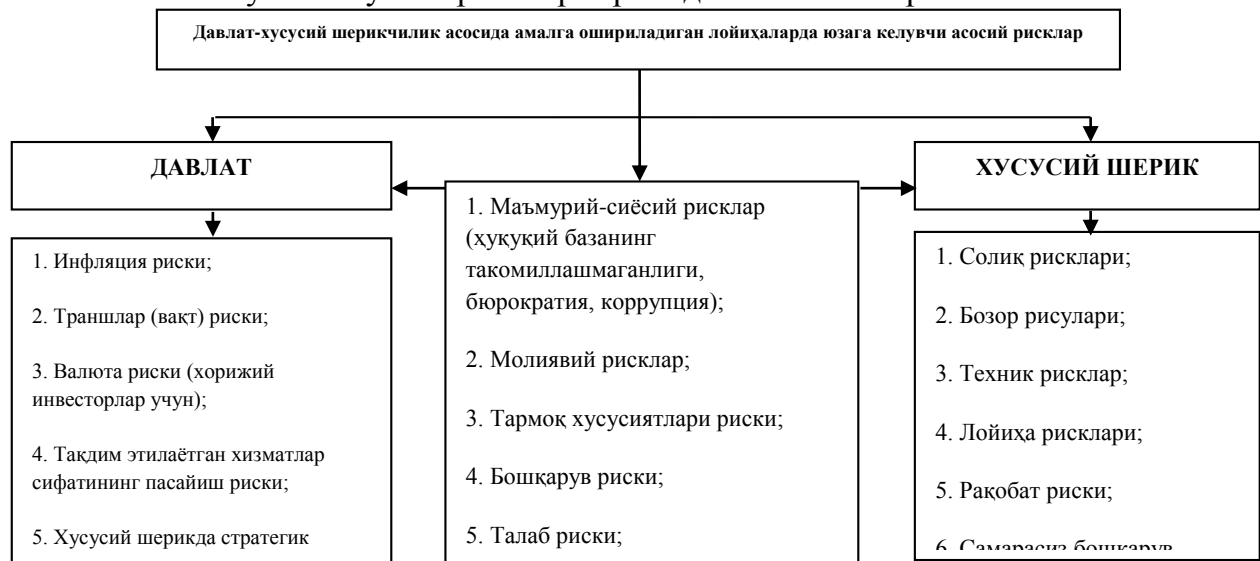 Давлат-хусусий шерикчилик асосида амалга ошириладиган лойиҳаларда юзага келувчи асосий рисклар
ДАВЛАТ
1. Инфляция риски;
2. Траншлар (вақт) риски;
3. Валюта риски (хорижий
инвесторлар учун);
4. Тақдим этилаётган хизматлар
сифатининг пасайиш риски;
5. Хусусий шерикда стратегик
1. Маъмурий-сиёсий рисклар
(ҳуқуқий базанинг
такомиллашмаганлиги,
бюрократия, коррупция);
2. Молиявий рисклар;
3. Тармоқ хусусиятлари риски;
4. Бошқарув риски;
5. Талаб риски;
ХУСУСИЙ ШЕРИК
1. Солиқ рисклари;
2. Бозор рисулари;
3. Техник рисклар;
4. Лойиҳа рисклари;
5. Рақобат риски;
6. Самарасиз бошқарув